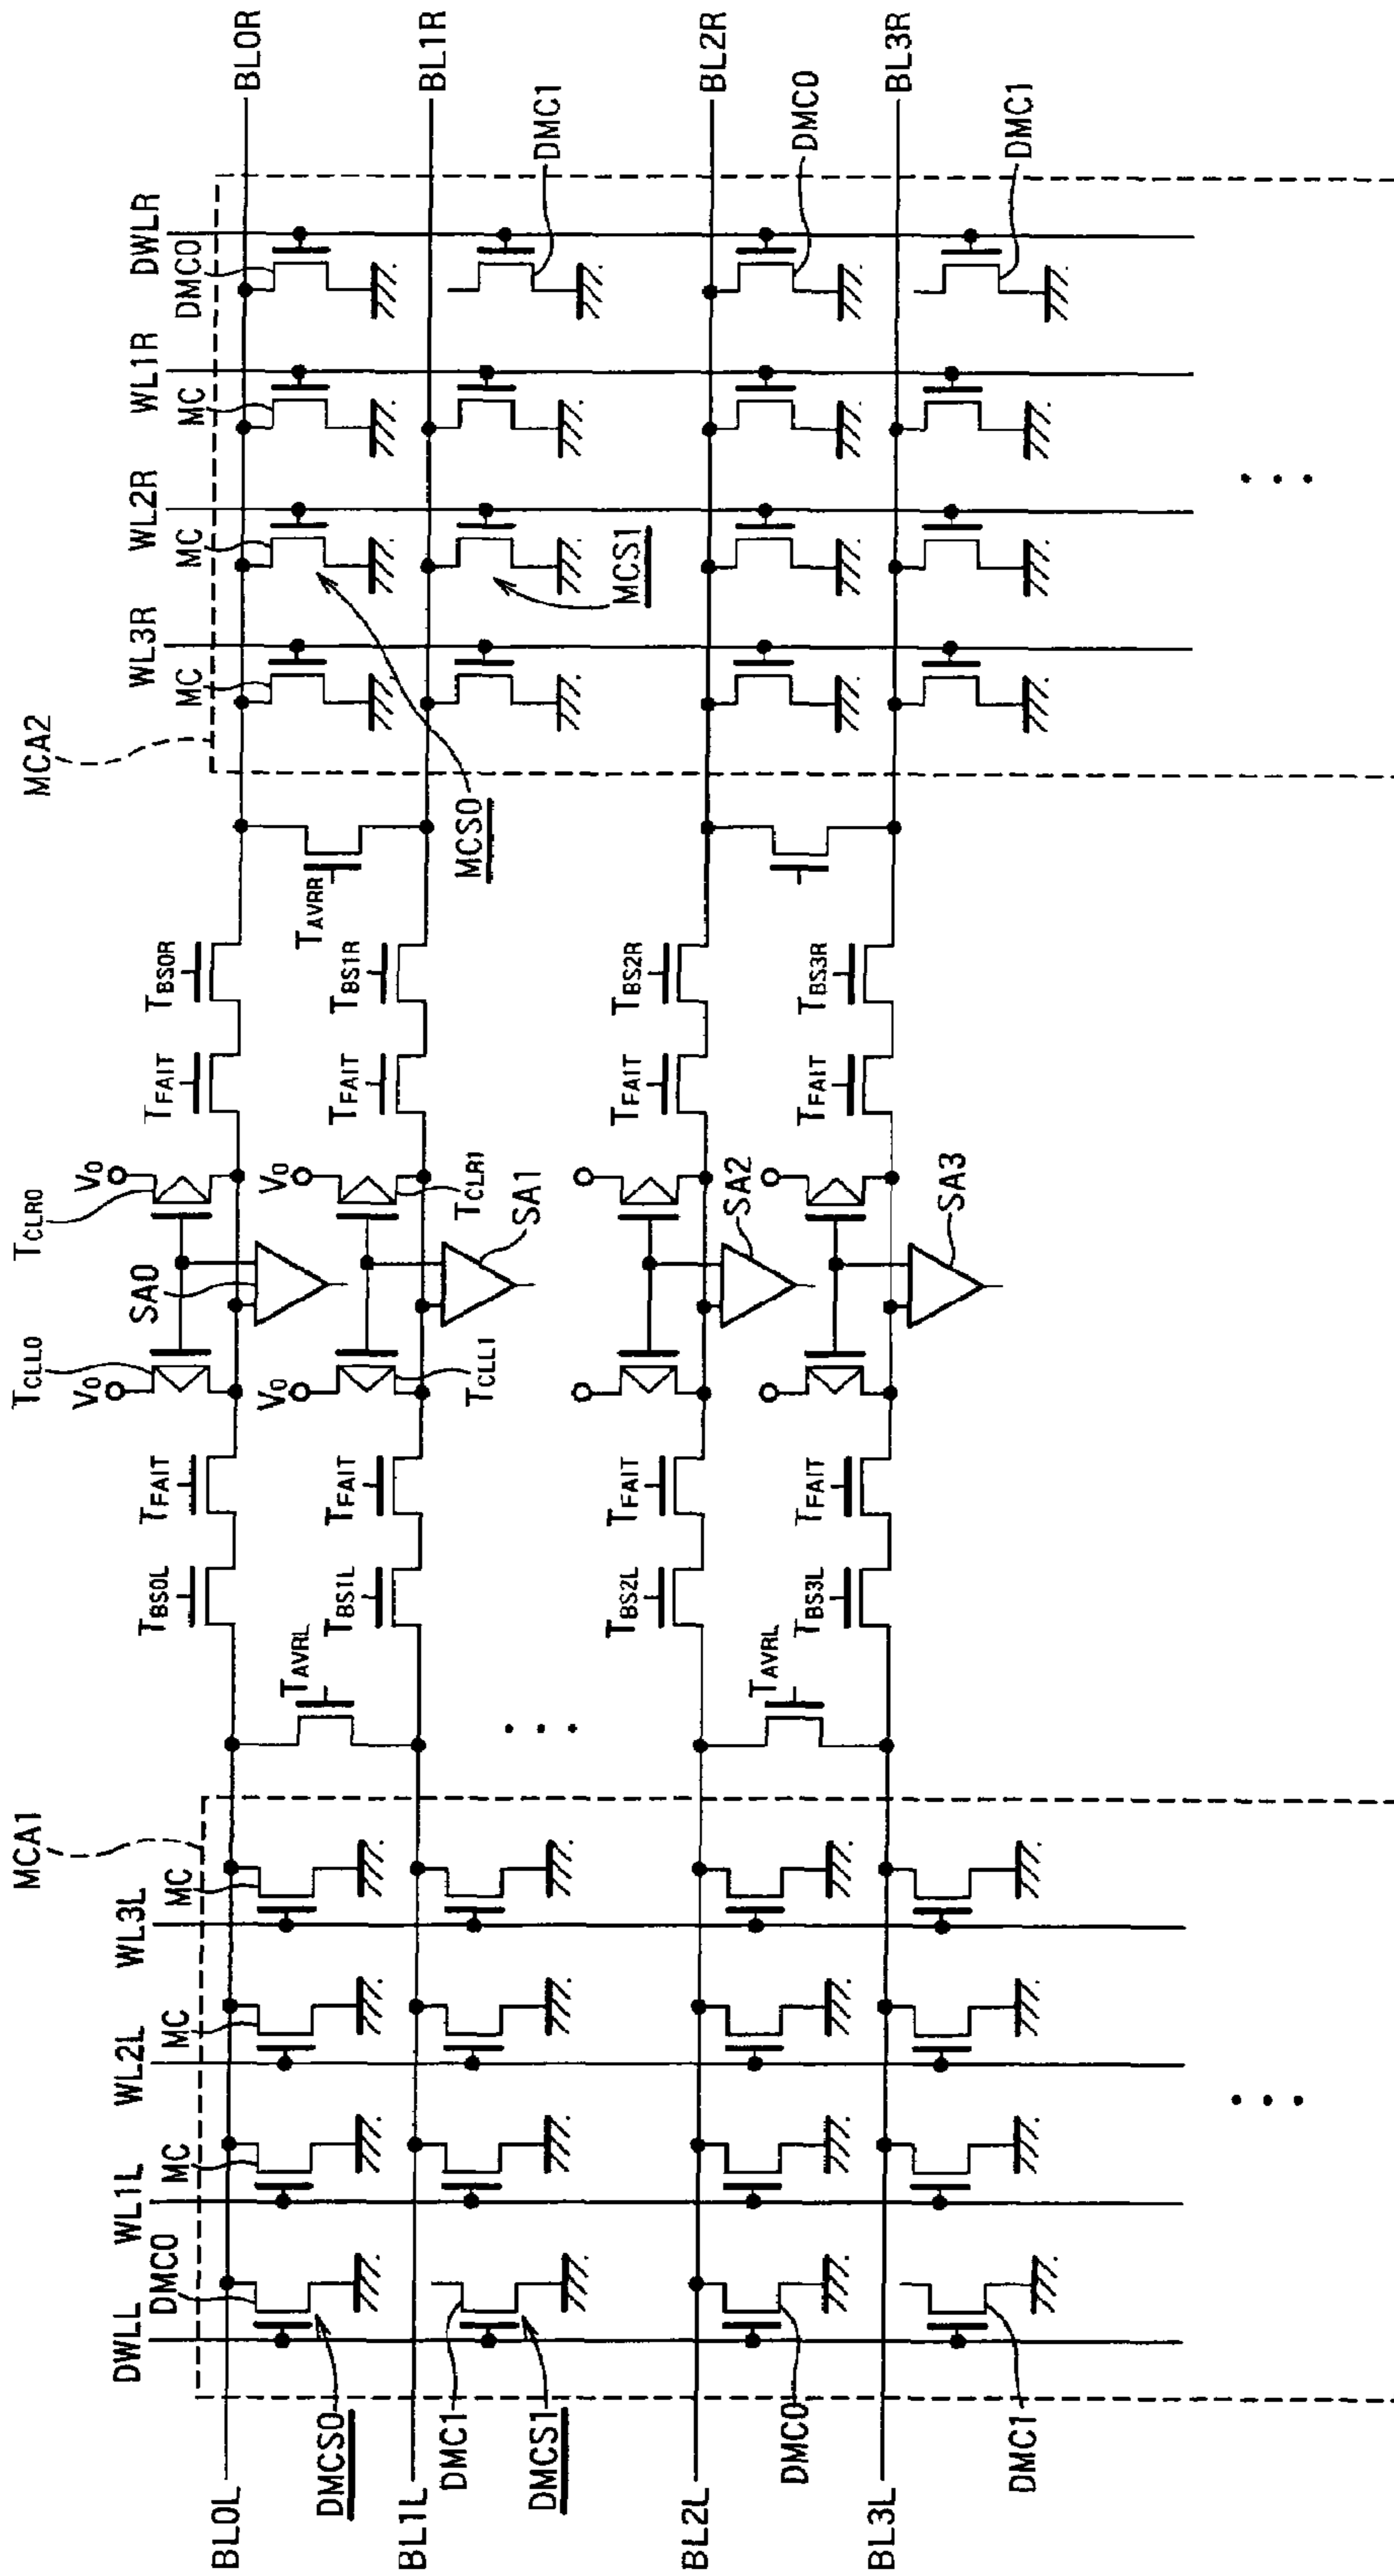 MCA1 TCLL0 TCLR0 MCA2
V0 V0
DWLL WL1L WL2L WL3L WL3R WL2R WL1R DWLR
DMC0 MC MC MC TBS0L TFAIT SA0 TFAIT TBS0R MC MC MC DMC0
BL0L BL0R
V0 V0
DMCS0 TAVRL TAVRR
TBS1L TFAIT TFAIT TBS1R
BL1L BL1R
DMC1 TCLL1 TCLR1 MCS0
SA1 DMC1
DMCS1 MCS1
TBS2L TFAIT TFAIT TBS2R
BL2L BL2R
SA2
TAVRL
DMC0 DMC0
TBS3L TFAIT TFAIT TBS3R
BL3L BL3R
SA3
DMC1 DMC1